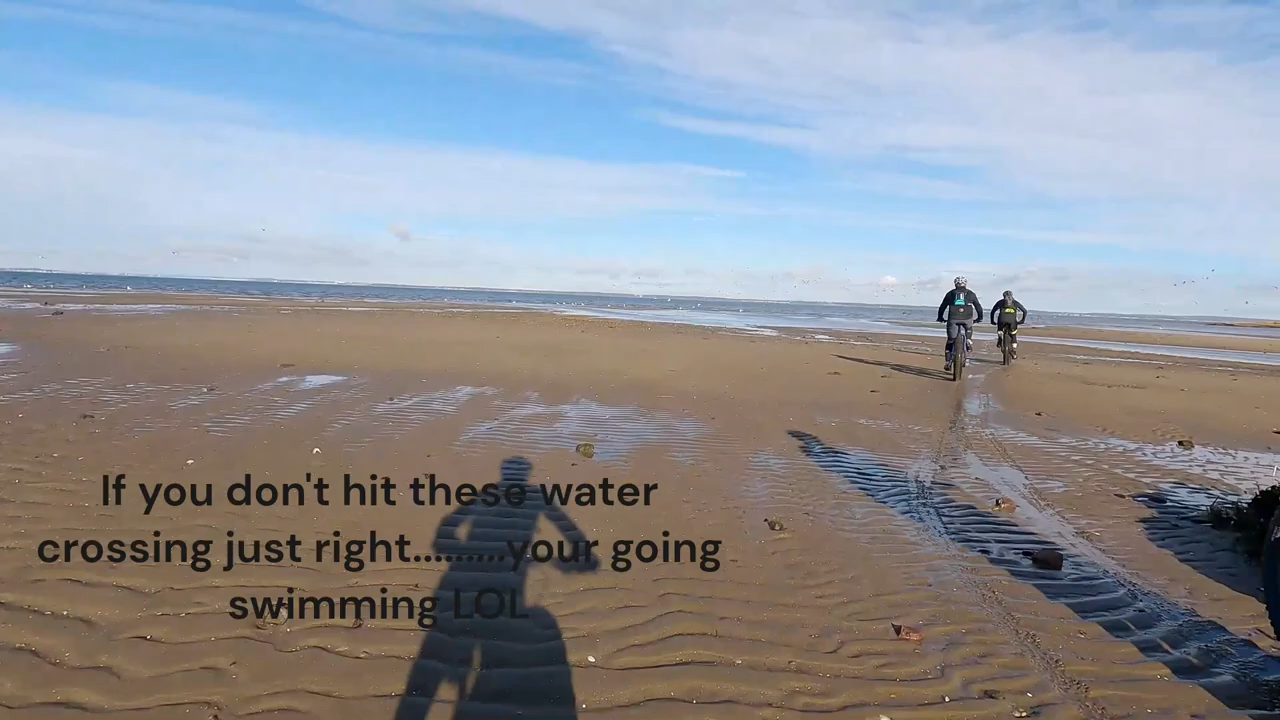 If you don't hit these water
crossing just right.........your going
swimming LOL